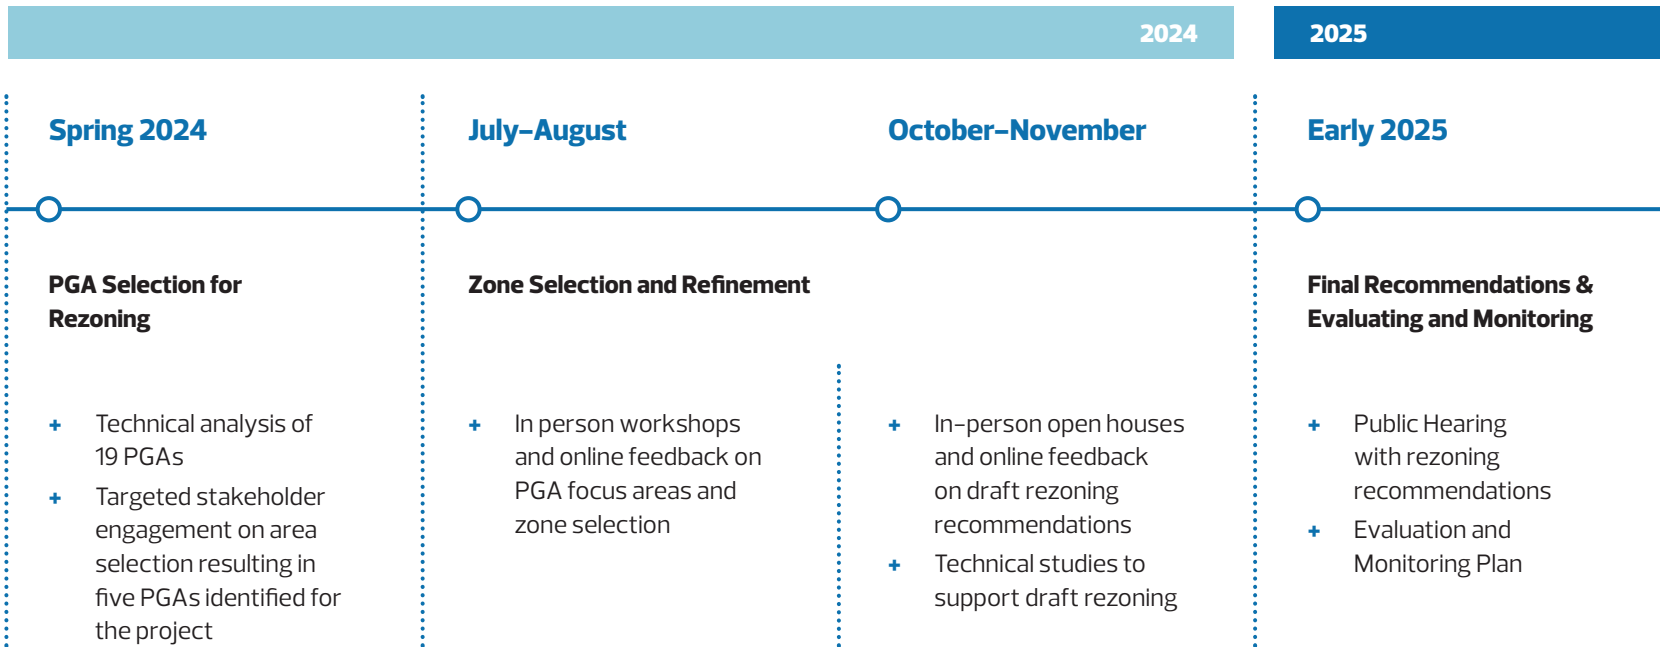 2024
2025
Spring 2024
July–August
October–November
Early 2025
PGA Selection for
Rezoning
Zone Selection and Refinement
Final Recommendations &
Evaluating and Monitoring
+ Technical analysis of
19 PGAs
+ Targeted stakeholder
engagement on area
selection resulting in
five PGAs identified for
the project
+ In person workshops
and online feedback on
PGA focus areas and
zone selection
+ In-person open houses
and online feedback
on draft rezoning
recommendations
+ Technical studies to
support draft rezoning
+ Public Hearing
with rezoning
recommendations
+ Evaluation and
Monitoring Plan